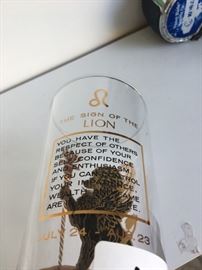 THE SIGN OF THE
LION
YOU HAVE THE
RESPECT OF OTHERS
BECAUSE OF YOUR
SELF CONFIDENCE
AND ENTHUSIASM.
IF YOU CAN CONTROL
YOUR
WEALTH
ARE
JULY 24 - 23